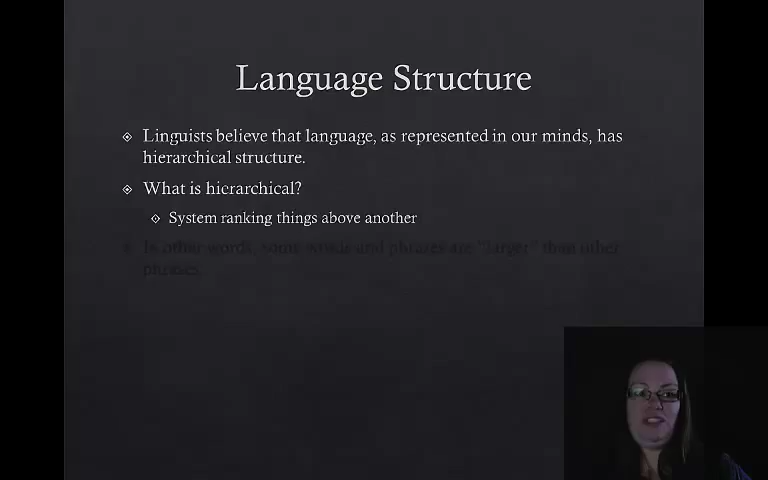 Language Structure
Linguists believe that language, as represented in our minds, has
hierarchical structure.
What is hierarchical?
System ranking things above another
In other words, some words and phrases are "larger" than other
phrases.